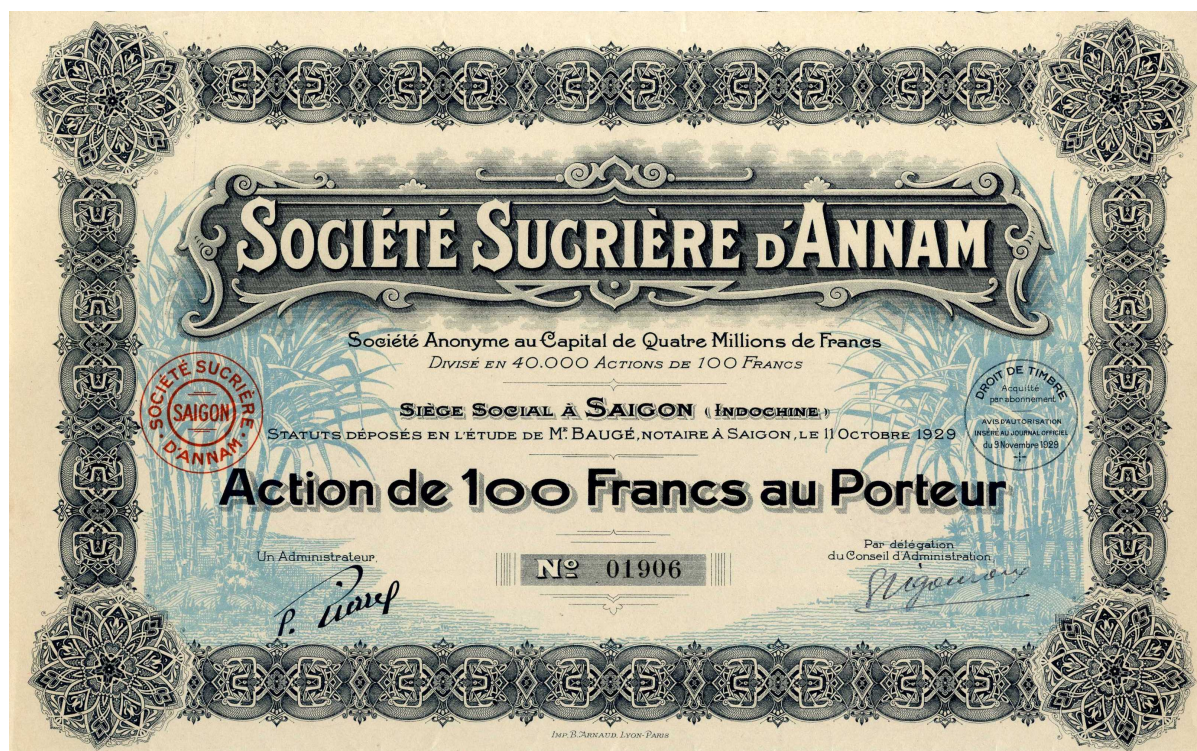 SOCIÉTÉ SUCRIÈRE D'ANNAM
Société Anonyme au Capital de Quatre Millions de Francs
DIVISÉ EN 40.000 ACTIONS DE 100 FRANCS
SIÈGE SOCIAL À SAIGON (INDOCHINE)
STATUTS DÉPOSÉS EN L'ÉTUDE DE Me BAUGÉ, NOTAIRE À SAIGON, LE 11 OCTOBRE 1929
SOCIÉTÉ SUCRIÈRE
SAIGON
D'ANNAM
DROIT DE TIMBRE
Acquitté
par abonnement
AVIS D'AUTORISATION
INSÉRÉ AU JOURNAL OFFICIEL
du 9 Novembre 1929
Action de 100 Francs au Porteur
Un Administrateur,
Nº 01906
Par délégation
du Conseil d'Administration,
IMP. B. ARNAUD. LYON-PARIS